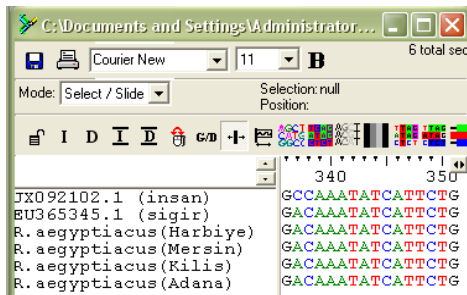 C:\Documents and Settings\Administrator...
Courier New 11 B 6 total sec
Mode: Select / Slide Selection: null
Position:
I D I D G/D
340 350
JX092102.1 (insan) GCCAAATATCATTCTG
EU365345.1 (sigir) GACAAATATCATTCTG
R.aegyptiacus(Harbiye) GACAAATATCATTCTG
R.aegyptiacus(Mersin) GACAAATATCATTCTG
R.aegyptiacus(Kilis) GACAAATATCATTCTG
R.aegyptiacus(Adana) GACAAATATCATTCTG